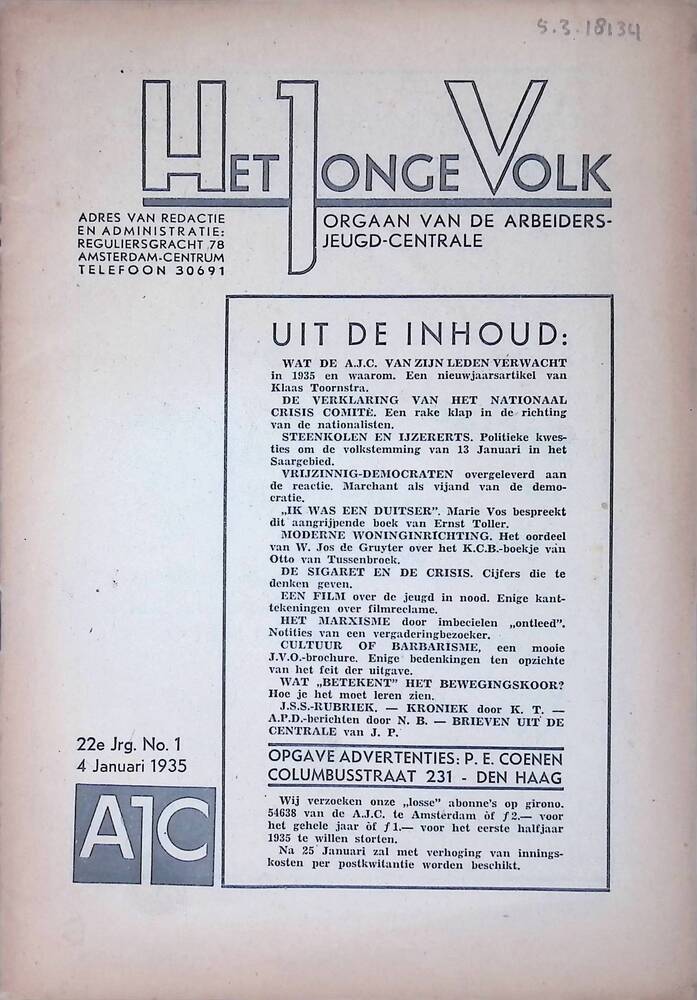 5.3.18134
HET JONGE VOLK
ADRES VAN REDACTIE
EN ADMINISTRATIE:
REGULIERSGRACHT 78
AMSTERDAM-CENTRUM
TELEFOON 30691
ORGAAN VAN DE ARBEIDERS-
JEUGD-CENTRALE
UIT DE INHOUD:
WAT DE A.J.C. VAN ZIJN LEDEN VERWACHT
in 1935 en waarom. Een nieuwjaarsartikel van
Klaas Toornstra.
DE VERKLARING VAN HET NATIONAAL
CRISIS COMITÉ. Een rake klap in de richting
van de nationalisten.
STEENKOLEN EN IJZERERTS. Politieke kwes-
ties om de volkstemming van 13 Januari in het
Saargebied.
VRIJZINNIG-DEMOCRATEN overgeleverd aan
de reactie. Marchant als vijand van de demo-
cratie.
„IK WAS EEN DUITSER”. Marie Vos bespreekt
dit aangrijpende boek van Ernst Toller.
MODERNE WONINGINRICHTING. Het oordeel
van W. Jos de Gruyter over het K.C.B.-boekje van
Otto van Tussenbroek.
DE SIGARET EN DE CRISIS. Cijfers die te
denken geven.
EEN FILM over de jeugd in nood. Enige kant-
tekeningen over filmreclame.
HET MARXISME door imbecielen „ontleed”.
Notities van een vergaderingbezoeker.
CULTUUR OF BARBARISME, een mooie
J.V.O.-brochure. Enige bedenkingen ten opzichte
van het feit der uitgave.
WAT „BETEKENT” HET BEWEGINGSKOOR?
Hoe je het moet leren zien.
J.S.S.-RUBRIEK. — KRONIEK door K. T. —
A.P.D.-berichten door N. B. — BRIEVEN UIT DE
CENTRALE van J. P.
OPGAVE ADVERTENTIES: P. E. COENEN
COLUMBUSSTRAAT 231 - DEN HAAG
Wij verzoeken onze „losse” abonne's op girono.
54638 van de A.J.C. te Amsterdam òf ƒ 2.— voor
het gehele jaar òf ƒ 1.— voor het eerste halfjaar
1935 te willen storten.
Na 25 Januari zal met verhoging van innings-
kosten per postkwitantie worden beschikt.
22e Jrg. No. 1
4 Januari 1935
AJC